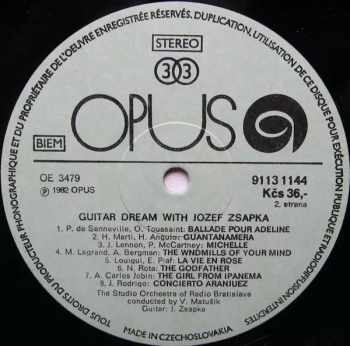 TOUS DROITS DU PRODUCTEUR PHONOGRAPHIQUE ET DU PROPRIÉTAIRE DE L'OEUVRE ENREGISTRÉE RÉSERVÉS. DUPLICATION, UTILISATION DE CE DISQUE POUR EXÉCUTION PUBLIQUE ET RADIODIFFUSION INTERDITES
STEREO
33
OPUS
BIEM
OE 3479
℗ 1982 OPUS
9113 1144
Kčs 36,-
2. strana
GUITAR DREAM WITH JOZEF ZSAPKA
1. P. de Senneville, O. Toussaint: BALLADE POUR ADELINE
2. H. Marti, H. Angulo: GUANTANAMERA
3. J. Lennon, P. McCartney: MICHELLE
4. M. Legrand, A. Bergman: THE WNDMILLS OF YOUR MIND
5. Louigui, E. Piaf: LA VIE EN ROSE
6. N. Rota: THE GODFATHER
7. A. Carlos Jobin: THE GIRL FROM IPANEMA
8. J. Rodrigo: CONCIERTO ARANJUEZ
The Studio Orchestra of Radio Bratislava
conducted by V. Matušík
Guitar: J. Zsapka
MADE IN CZECHOSLOVAKIA